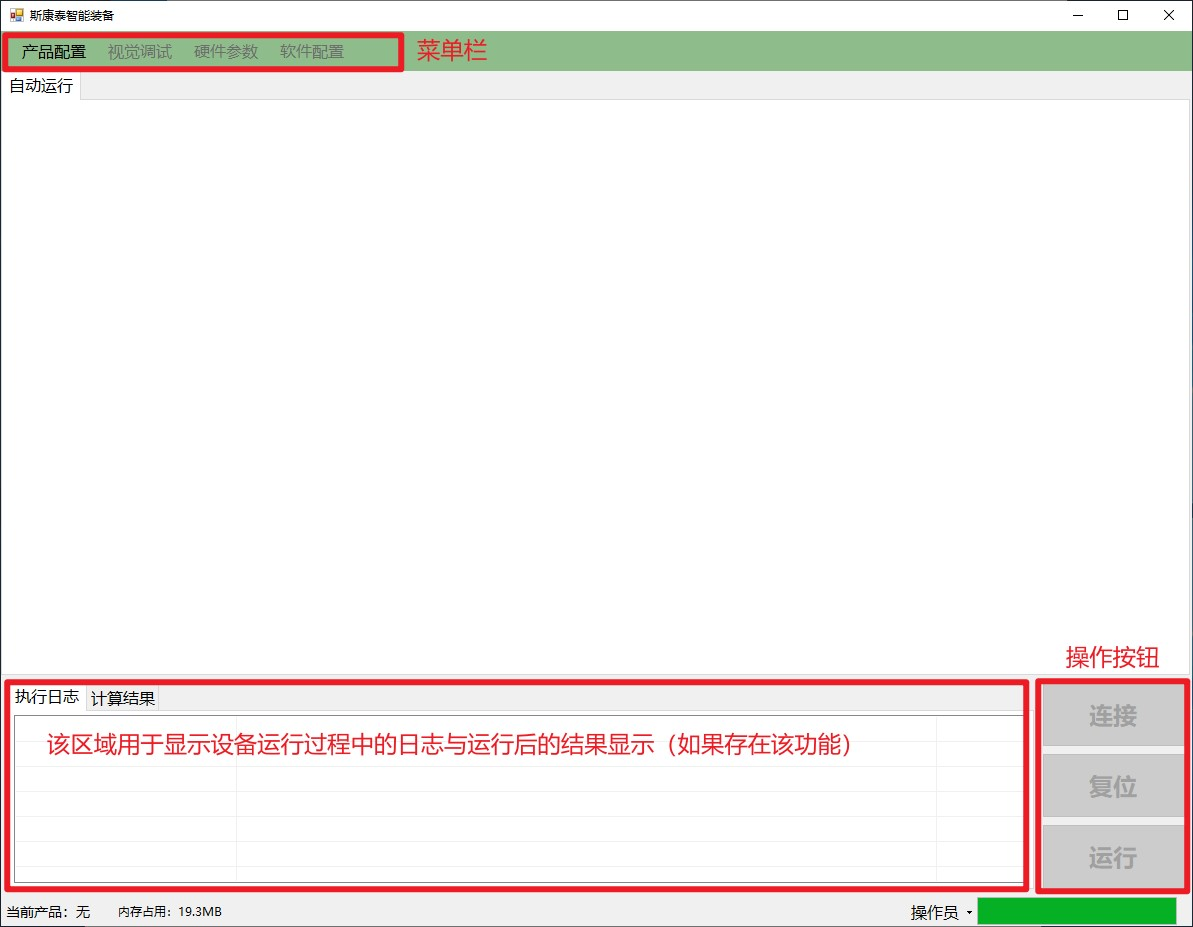 斯康泰智能装备
产品配置 视觉调试 硬件参数 软件配置 菜单栏
自动运行
操作按钮
执行日志 计算结果
该区域用于显示设备运行过程中的日志与运行后的结果显示（如果存在该功能）
连接
复位
运行
当前产品：无 内存占用：19.3MB 操作员